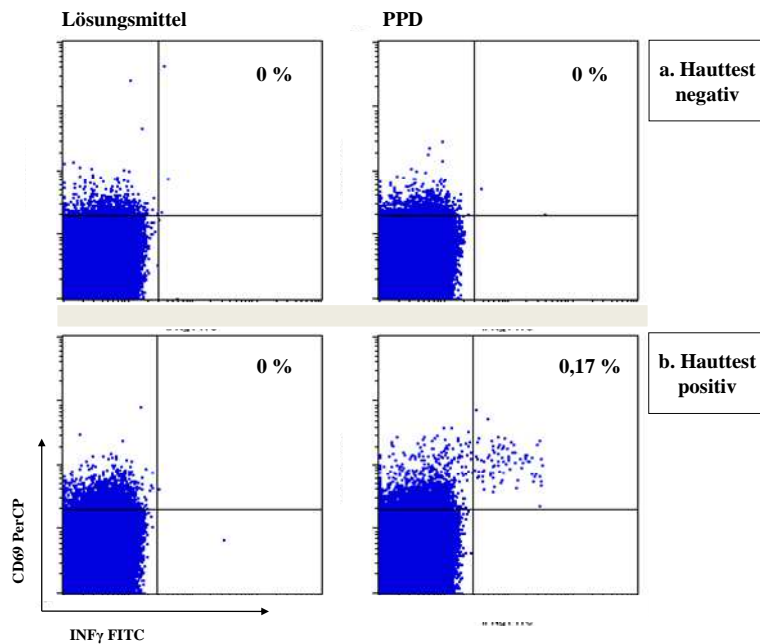 Lösungsmittel
PPD
0 %
0 %
a. Hauttest
negativ
0 %
0,17 %
b. Hauttest
positiv
CD69 PerCP
INFγ FITC